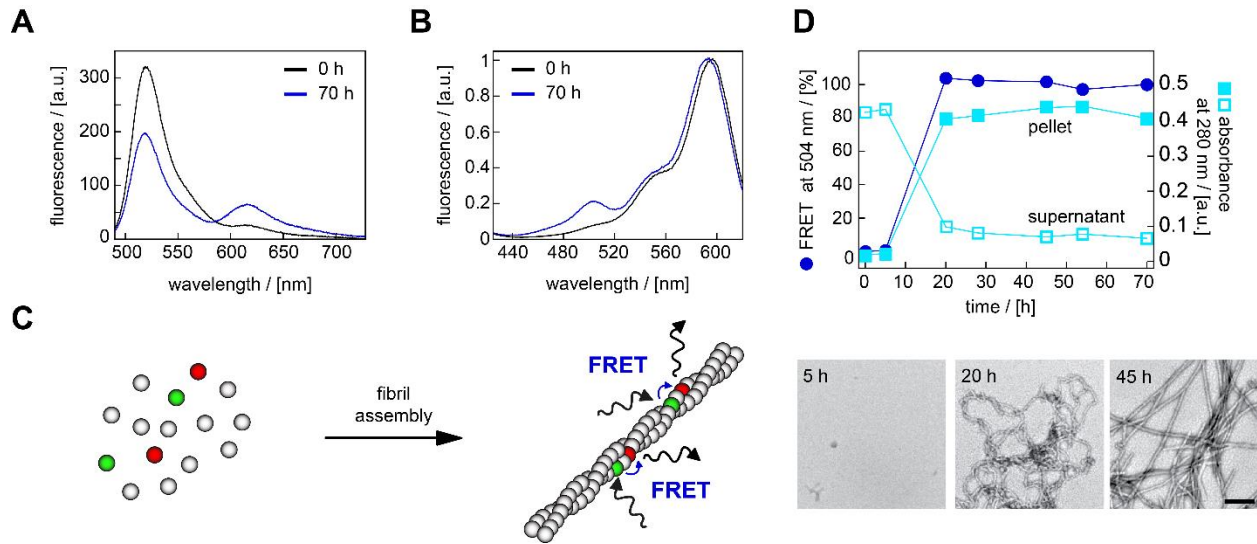 A
300
200
100
0
fluorescence / [a.u.]
0 h
70 h
500
550
600
650
700
wavelength / [nm]
B
1
0.8
0.6
0.4
0.2
0
fluorescence / [a.u.]
0 h
70 h
440
480
520
560
600
wavelength / [nm]
D
100
80
60
40
20
0
FRET at 504 nm / [%]
pellet
supernatant
0.5
0.4
0.3
0.2
0.1
0
absorbance
at 280 nm / [a.u.]
0
10
20
30
40
50
60
70
time / [h]
C
fibril
assembly
FRET
FRET
5 h
20 h
45 h